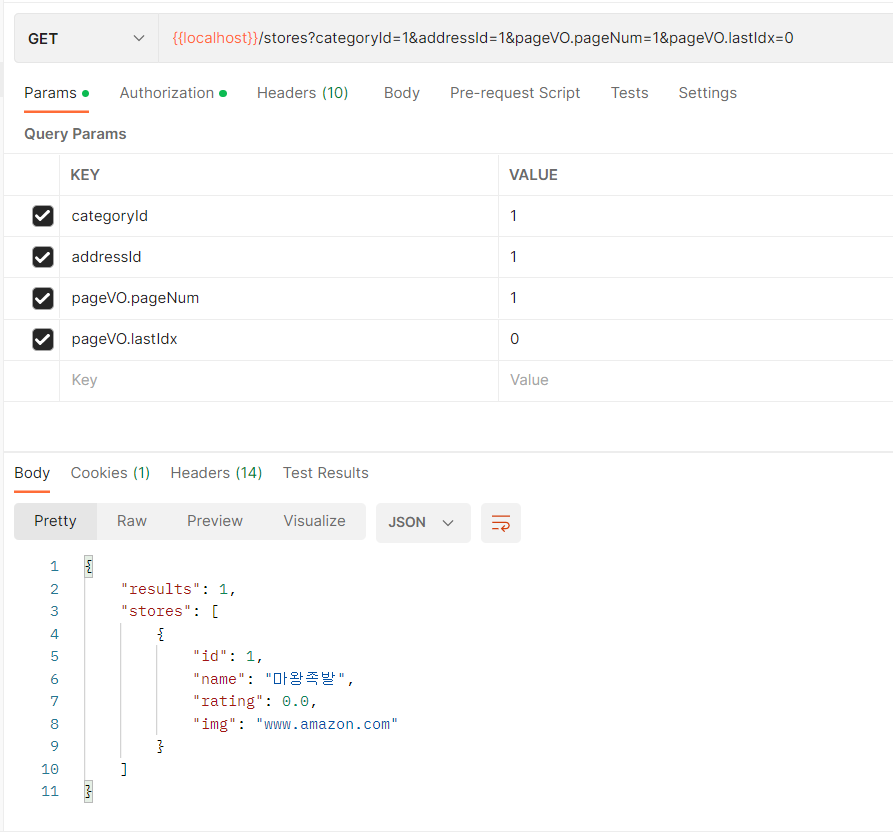 GET {{localhost}}/stores?categoryId=1&addressId=1&pageVO.pageNum=1&pageVO.lastIdx=0
Params Authorization Headers (10) Body Pre-request Script Tests Settings
Query Params
KEY VALUE
categoryId 1
addressId 1
pageVO.pageNum 1
pageVO.lastIdx 0
Key Value
Body Cookies (1) Headers (14) Test Results
Pretty Raw Preview Visualize JSON
1 {
2 "results": 1,
3 "stores": [
4 {
5 "id": 1,
6 "name": "마왕족발",
7 "rating": 0.0,
8 "img": "www.amazon.com"
9 }
10 ]
11 }